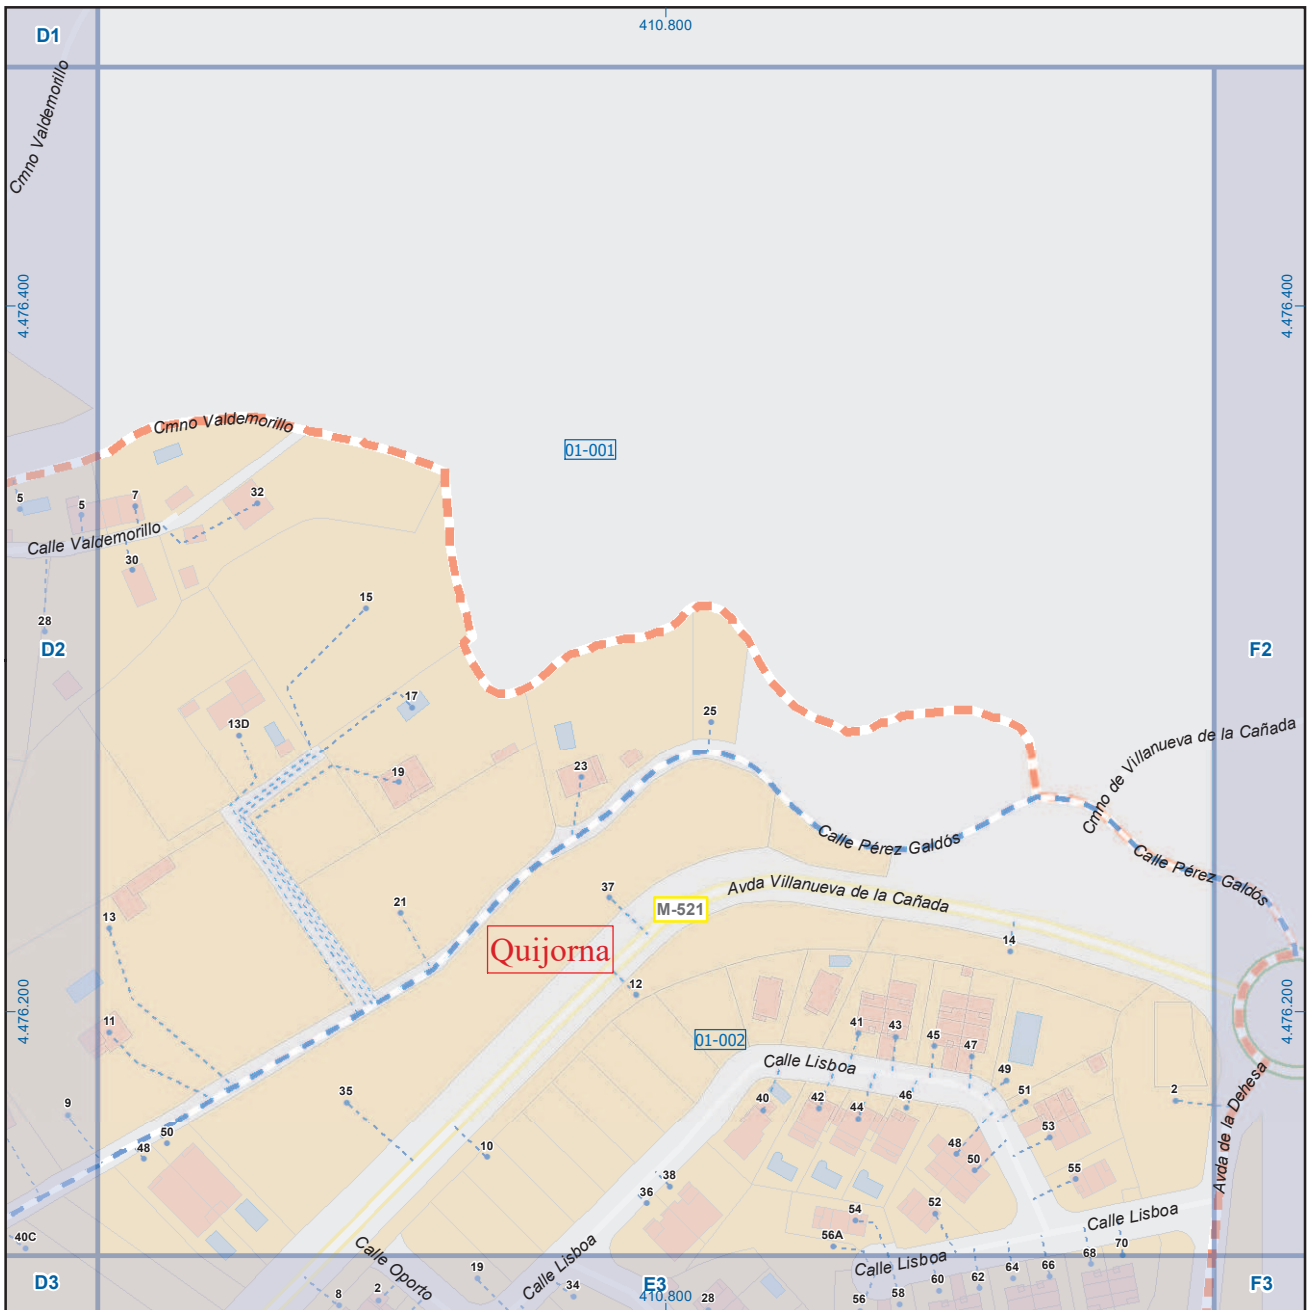 D1
410.800
Cmno Valdemorillo
4.476.400
4.476.400
Cmno Valdemorillo
01-001
5
5
7
32
Calle Valdemorillo
30
15
28
D2
F2
17
25
13D
Cmno de Villanueva de la Cañada
19
23
Calle Pérez Galdós
Calle Pérez Galdós
37
Avda Villanueva de la Cañada
M-521
21
13
Quijorna
14
12
4.476.200
4.476.200
11
01-002
41
43
45
47
Calle Lisboa
49
51
2
9
35
40
42
44
46
53
50
48
10
48
50
55
Avda de la Dehesa
38
36
54
52
Calle Lisboa
40C
56A
70
68
Calle Oporto
Calle Lisboa
Calle Lisboa
66
64
62
60
D3
8
2
19
34
E3
410.800
28
56
58
F3